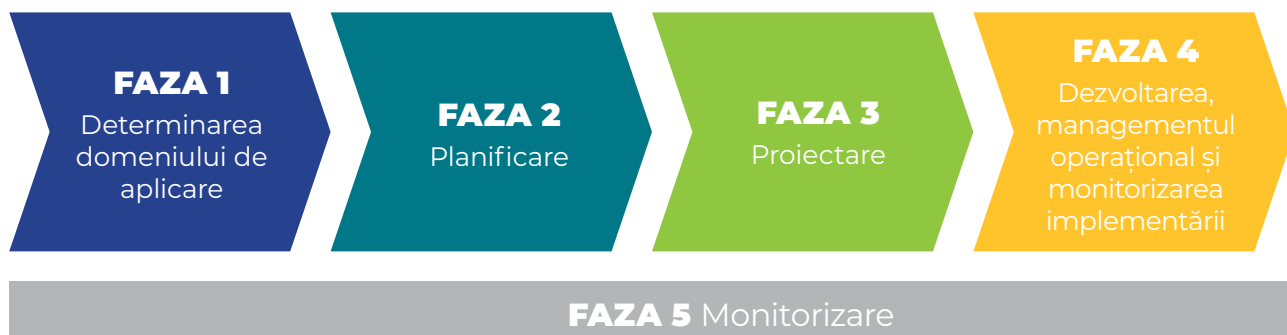 FAZA 1
Determinarea
domeniului de
aplicare
FAZA 2
Planificare
FAZA 3
Proiectare
FAZA 4
Dezvoltarea,
managementul
operațional și
monitorizarea
implementării
FAZA 5 Monitorizare